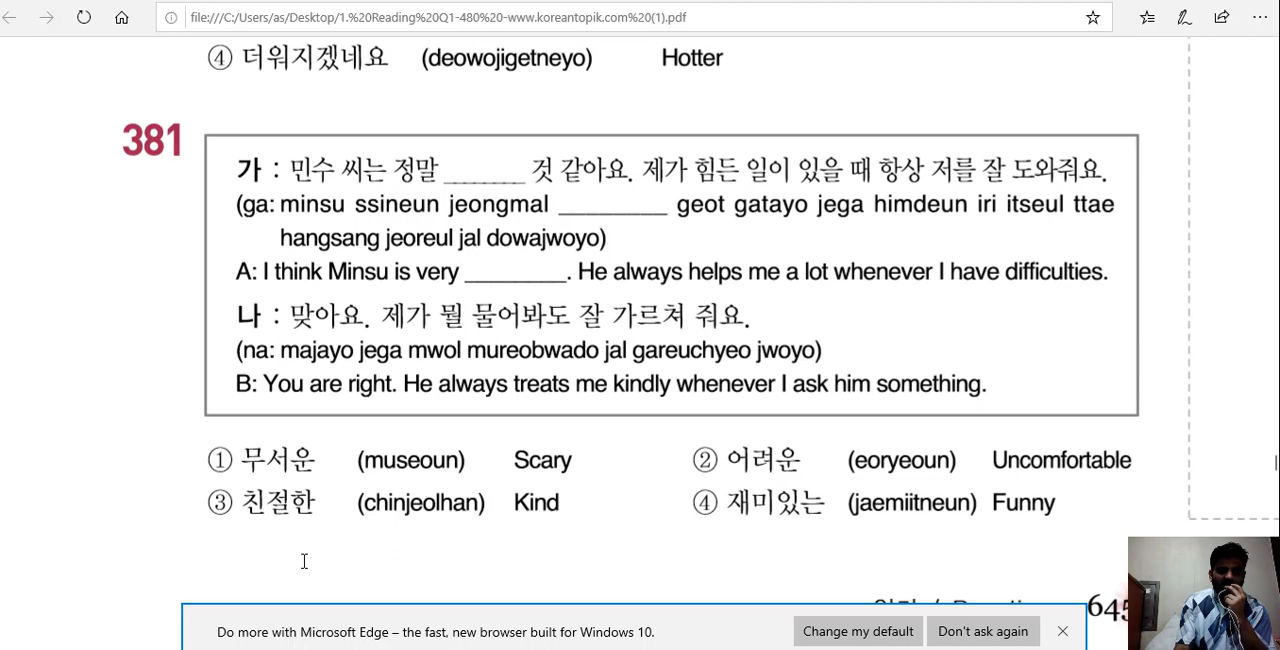 file:///C:/Users/as/Desktop/1.%20Reading%20Q1-480%20-www.koreantopik.com%20(1).pdf
④ 더워지겠네요 (deowojigetneyo) Hotter
381
가 : 민수 씨는 정말 _______ 것 같아요. 제가 힘든 일이 있을 때 항상 저를 잘 도와줘요.
(ga: minsu ssineun jeongmal _________ geot gatayo jega himdeun iri itseul ttae
hangsang jeoreul jal dowajwoyo)
A: I think Minsu is very _________. He always helps me a lot whenever I have difficulties.
나 : 맞아요. 제가 뭘 물어봐도 잘 가르쳐 줘요.
(na: majayo jega mwol mureobwado jal gareuchyeo jwoyo)
B: You are right. He always treats me kindly whenever I ask him something.
① 무서운 (museoun) Scary ② 어려운 (eoryeoun) Uncomfortable
③ 친절한 (chinjeolhan) Kind ④ 재미있는 (jaemiitneun) Funny
645
Do more with Microsoft Edge – the fast, new browser built for Windows 10. Change my default Don't ask again